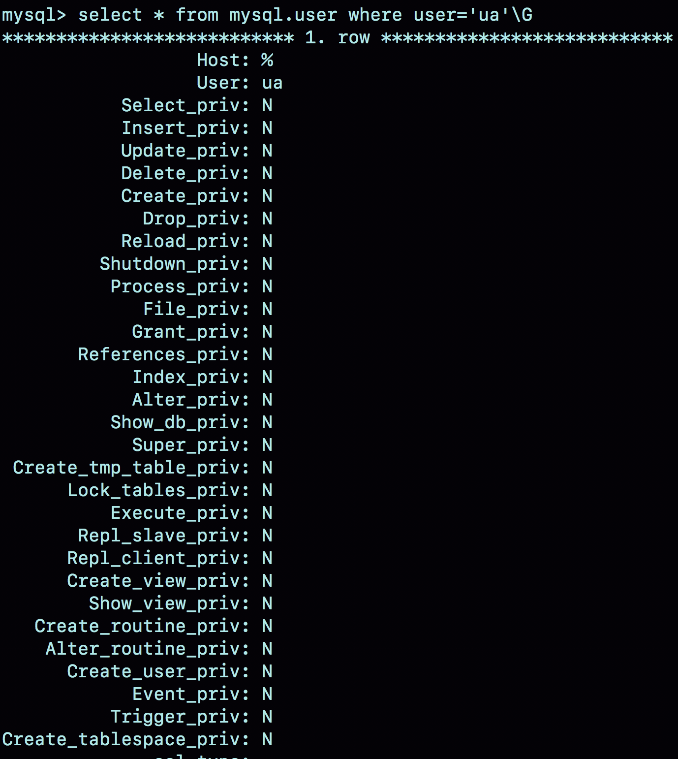 mysql> select * from mysql.user where user='ua'\G
*************************** 1. row ***************************
Host: %
User: ua
Select_priv: N
Insert_priv: N
Update_priv: N
Delete_priv: N
Create_priv: N
Drop_priv: N
Reload_priv: N
Shutdown_priv: N
Process_priv: N
File_priv: N
Grant_priv: N
References_priv: N
Index_priv: N
Alter_priv: N
Show_db_priv: N
Super_priv: N
Create_tmp_table_priv: N
Lock_tables_priv: N
Execute_priv: N
Repl_slave_priv: N
Repl_client_priv: N
Create_view_priv: N
Show_view_priv: N
Create_routine_priv: N
Alter_routine_priv: N
Create_user_priv: N
Event_priv: N
Trigger_priv: N
Create_tablespace_priv: N